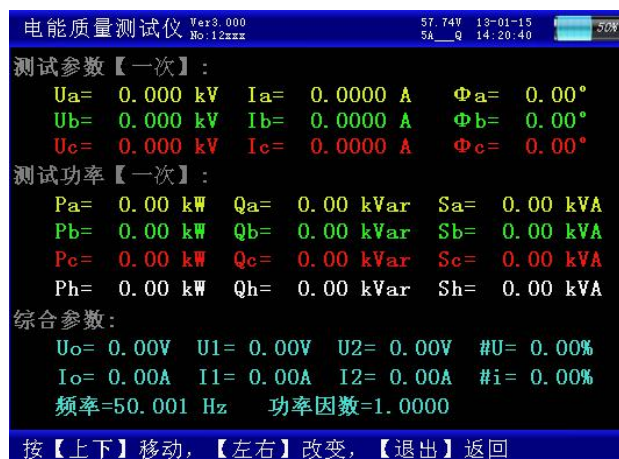 电能质量测试仪 Ver3.000 57.74V 13-01-15 50%
No:12xxx 5A__Q 14:20:40
测试参数【一次】:
Ua= 0.000 kV Ia= 0.0000 A Φa= 0.00°
Ub= 0.000 kV Ib= 0.0000 A Φb= 0.00°
Uc= 0.000 kV Ic= 0.0000 A Φc= 0.00°
测试功率【一次】:
Pa= 0.00 kW Qa= 0.00 kVar Sa= 0.00 kVA
Pb= 0.00 kW Qb= 0.00 kVar Sb= 0.00 kVA
Pc= 0.00 kW Qc= 0.00 kVar Sc= 0.00 kVA
Ph= 0.00 kW Qh= 0.00 kVar Sh= 0.00 kVA
综合参数:
Uo= 0.00V U1= 0.00V U2= 0.00V #U= 0.00%
Io= 0.00A I1= 0.00A I2= 0.00A #i= 0.00%
频率=50.001 Hz 功率因数=1.0000
按【上下】移动，【左右】改变，【退出】返回